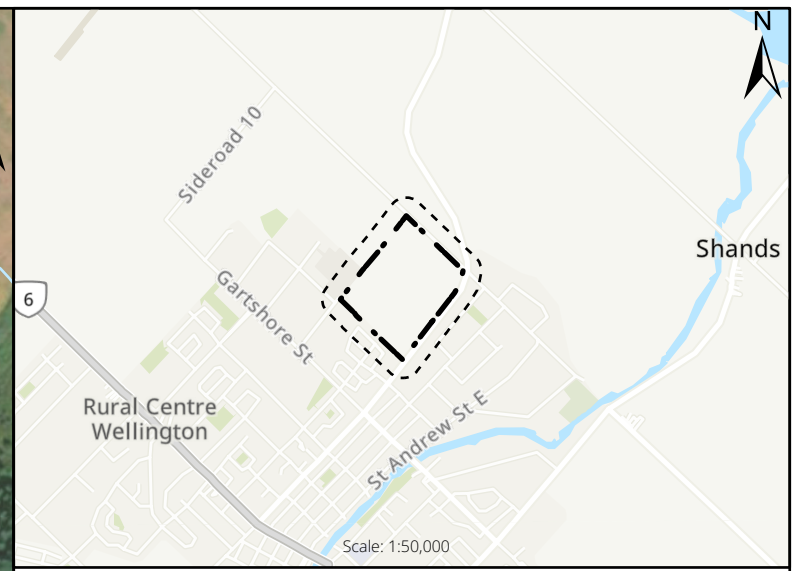 N
Sideroad 10
Shands
Gartshore St
6
Rural Centre
Wellington
St Andrew St E
Scale: 1:50,000